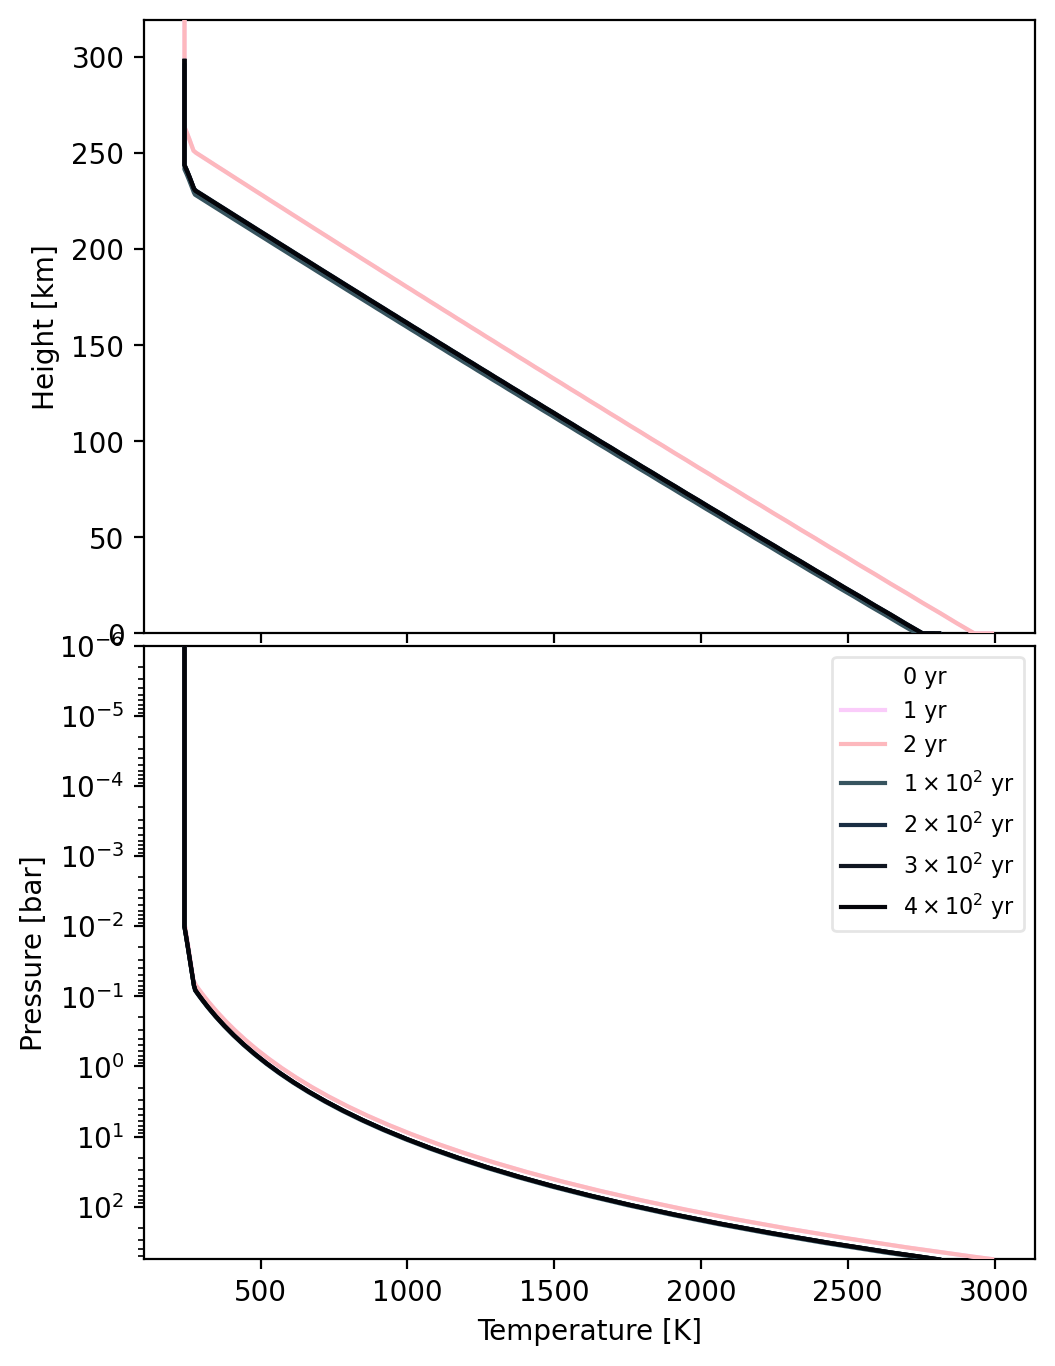 300
250
200
150
100
50
0
Height [km]
10⁻⁶
10⁻⁵
10⁻⁴
10⁻³
10⁻²
10⁻¹
10⁰
10¹
10²
Pressure [bar]
0 yr
1 yr
2 yr
1 × 10² yr
2 × 10² yr
3 × 10² yr
4 × 10² yr
500 1000 1500 2000 2500 3000
Temperature [K]